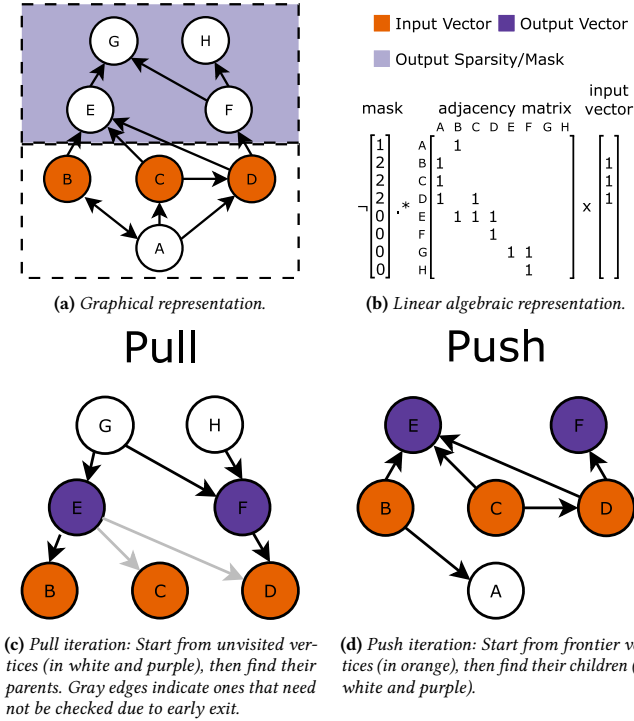 Input Vector
Output Vector
Output Sparsity/Mask
G
H
E
F
B
C
D
A
mask
adjacency matrix
input
vector
A B C D E F G H
¬
1
2
2
2
0
0
0
0
.*
A 1
B 1
C 1
D 1 1
E 1 1 1
F 1
G 1 1
H 1
x
1
1
1
(a) Graphical representation.
(b) Linear algebraic representation.
Pull
Push
G
H
E
F
B
C
D
E
F
B
C
D
A
(c) Pull iteration: Start from unvisited ver-
tices (in white and purple), then find their
parents. Gray edges indicate ones that need
not be checked due to early exit.
(d) Push iteration: Start from frontier ve
tices (in orange), then find their children (
white and purple).